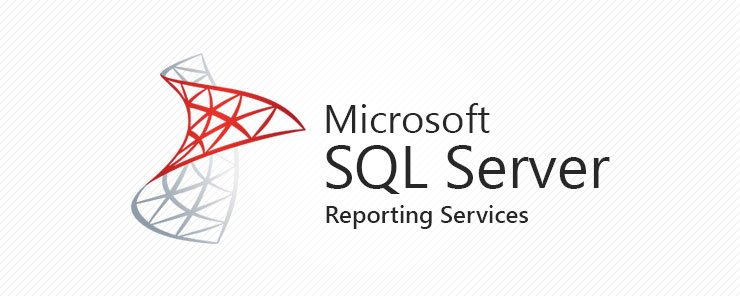 Microsoft
SQL Server
Reporting Services